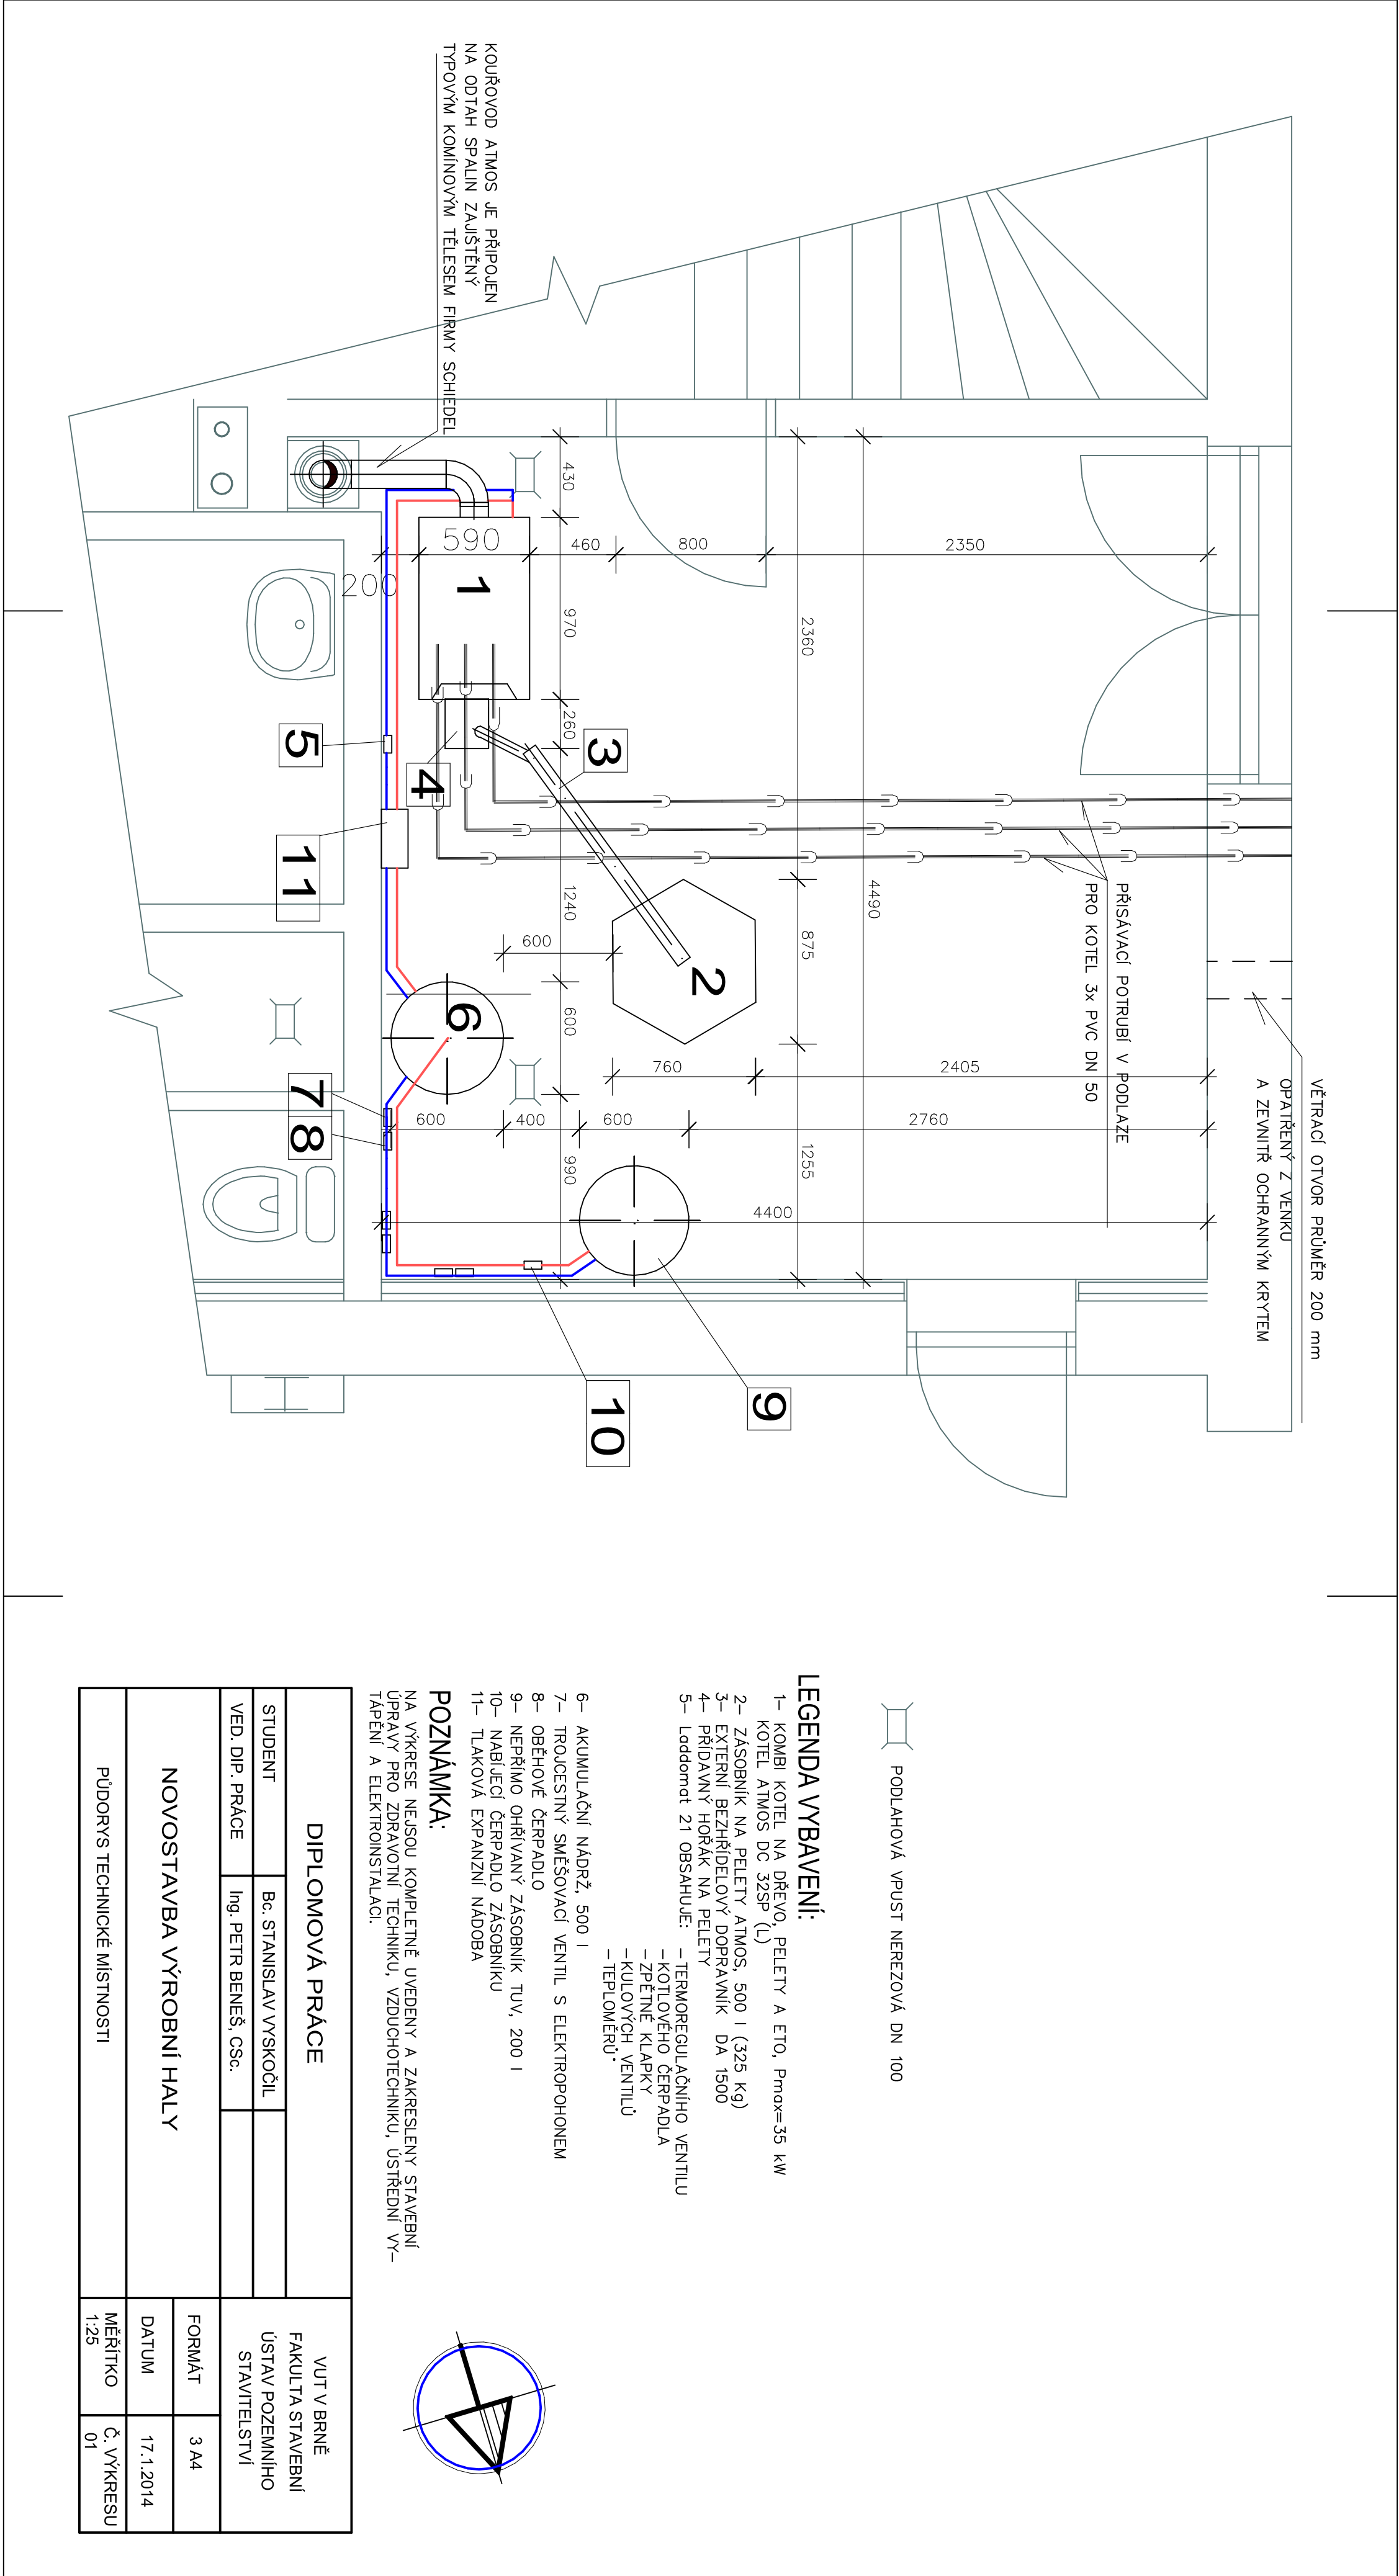 KOUŘOVOD ATMOS JE PŘIPOJEN
NA ODTAH SPALIN ZAJIŠTĚNÝ
TYPOVÝM KOMÍNOVÝM TĚLESEM FIRMY SCHIEDEL
VĚTRACÍ OTVOR PRŮMĚR 200 mm
OPATŘENÝ Z VENKU
A ZEVNITŘ OCHRANNÝM KRYTEM
PŘISÁVACÍ POTRUBÍ V PODLAZE
PRO KOTEL 3x PVC DN 50
4490
2360
875
1255
430
970
260
1240
600
990
590
460
800
2350
200
600
760
2405
600
400
600
2760
4400
1
2
3
4
5
6
7
8
9
10
11
PODLAHOVÁ VPUST NEREZOVÁ DN 100
LEGENDA VYBAVENÍ:
1– KOMBI KOTEL NA DŘEVO, PELETY A ETO, Pmax=35 kW
KOTEL ATMOS DC 32SP (L)
2– ZÁSOBNÍK NA PELETY ATMOS, 500 l (325 Kg)
3– EXTERNÍ BEZHŘÍDELOVÝ DOPRAVNÍK DA 1500
4– PŘÍDAVNÝ HOŘÁK NA PELETY
5– Laddomat 21 OBSAHUJE: – TERMOREGULAČNÍHO VENTILU
–KOTLOVÉHO ČERPADLA
–ZPĚTNÉ KLAPKY
–KULOVÝCH VENTILŮ
–TEPLOMĚRŮ
6– AKUMULAČNÍ NÁDRŽ, 500 l
7– TROJCESTNÝ SMĚŠOVACÍ VENTIL S ELEKTROPOHONEM
8– OBĚHOVÉ ČERPADLO
9– NEPŘÍMO OHŘÍVANÝ ZÁSOBNÍK TUV, 200 l
10– NABÍJECÍ ČERPADLO ZÁSOBNÍKU
11– TLAKOVÁ EXPANZNÍ NÁDOBA
POZNÁMKA:
NA VÝKRESE NEJSOU KOMPLETNĚ UVEDENY A ZAKRESLENY STAVEBNÍ
ÚPRAVY PRO ZDRAVOTNÍ TECHNIKU, VZDUCHOTECHNIKU, ÚSTŘEDNÍ VY–
TÁPĚNÍ A ELEKTROINSTALACI.
DIPLOMOVÁ PRÁCE
VUT V BRNĚ
FAKULTA STAVEBNÍ
ÚSTAV POZEMNÍHO
STAVITELSTVÍ
STUDENT
Bc. STANISLAV VYSKOČIL
VED. DIP. PRÁCE
Ing. PETR BENEŠ, CSc.
NOVOSTAVBA VÝROBNÍ HALY
FORMÁT
3 A4
DATUM
17.1.2014
PŮDORYS TECHNICKÉ MÍSTNOSTI
MĚŘÍTKO
1:25
Č. VÝKRESU
01